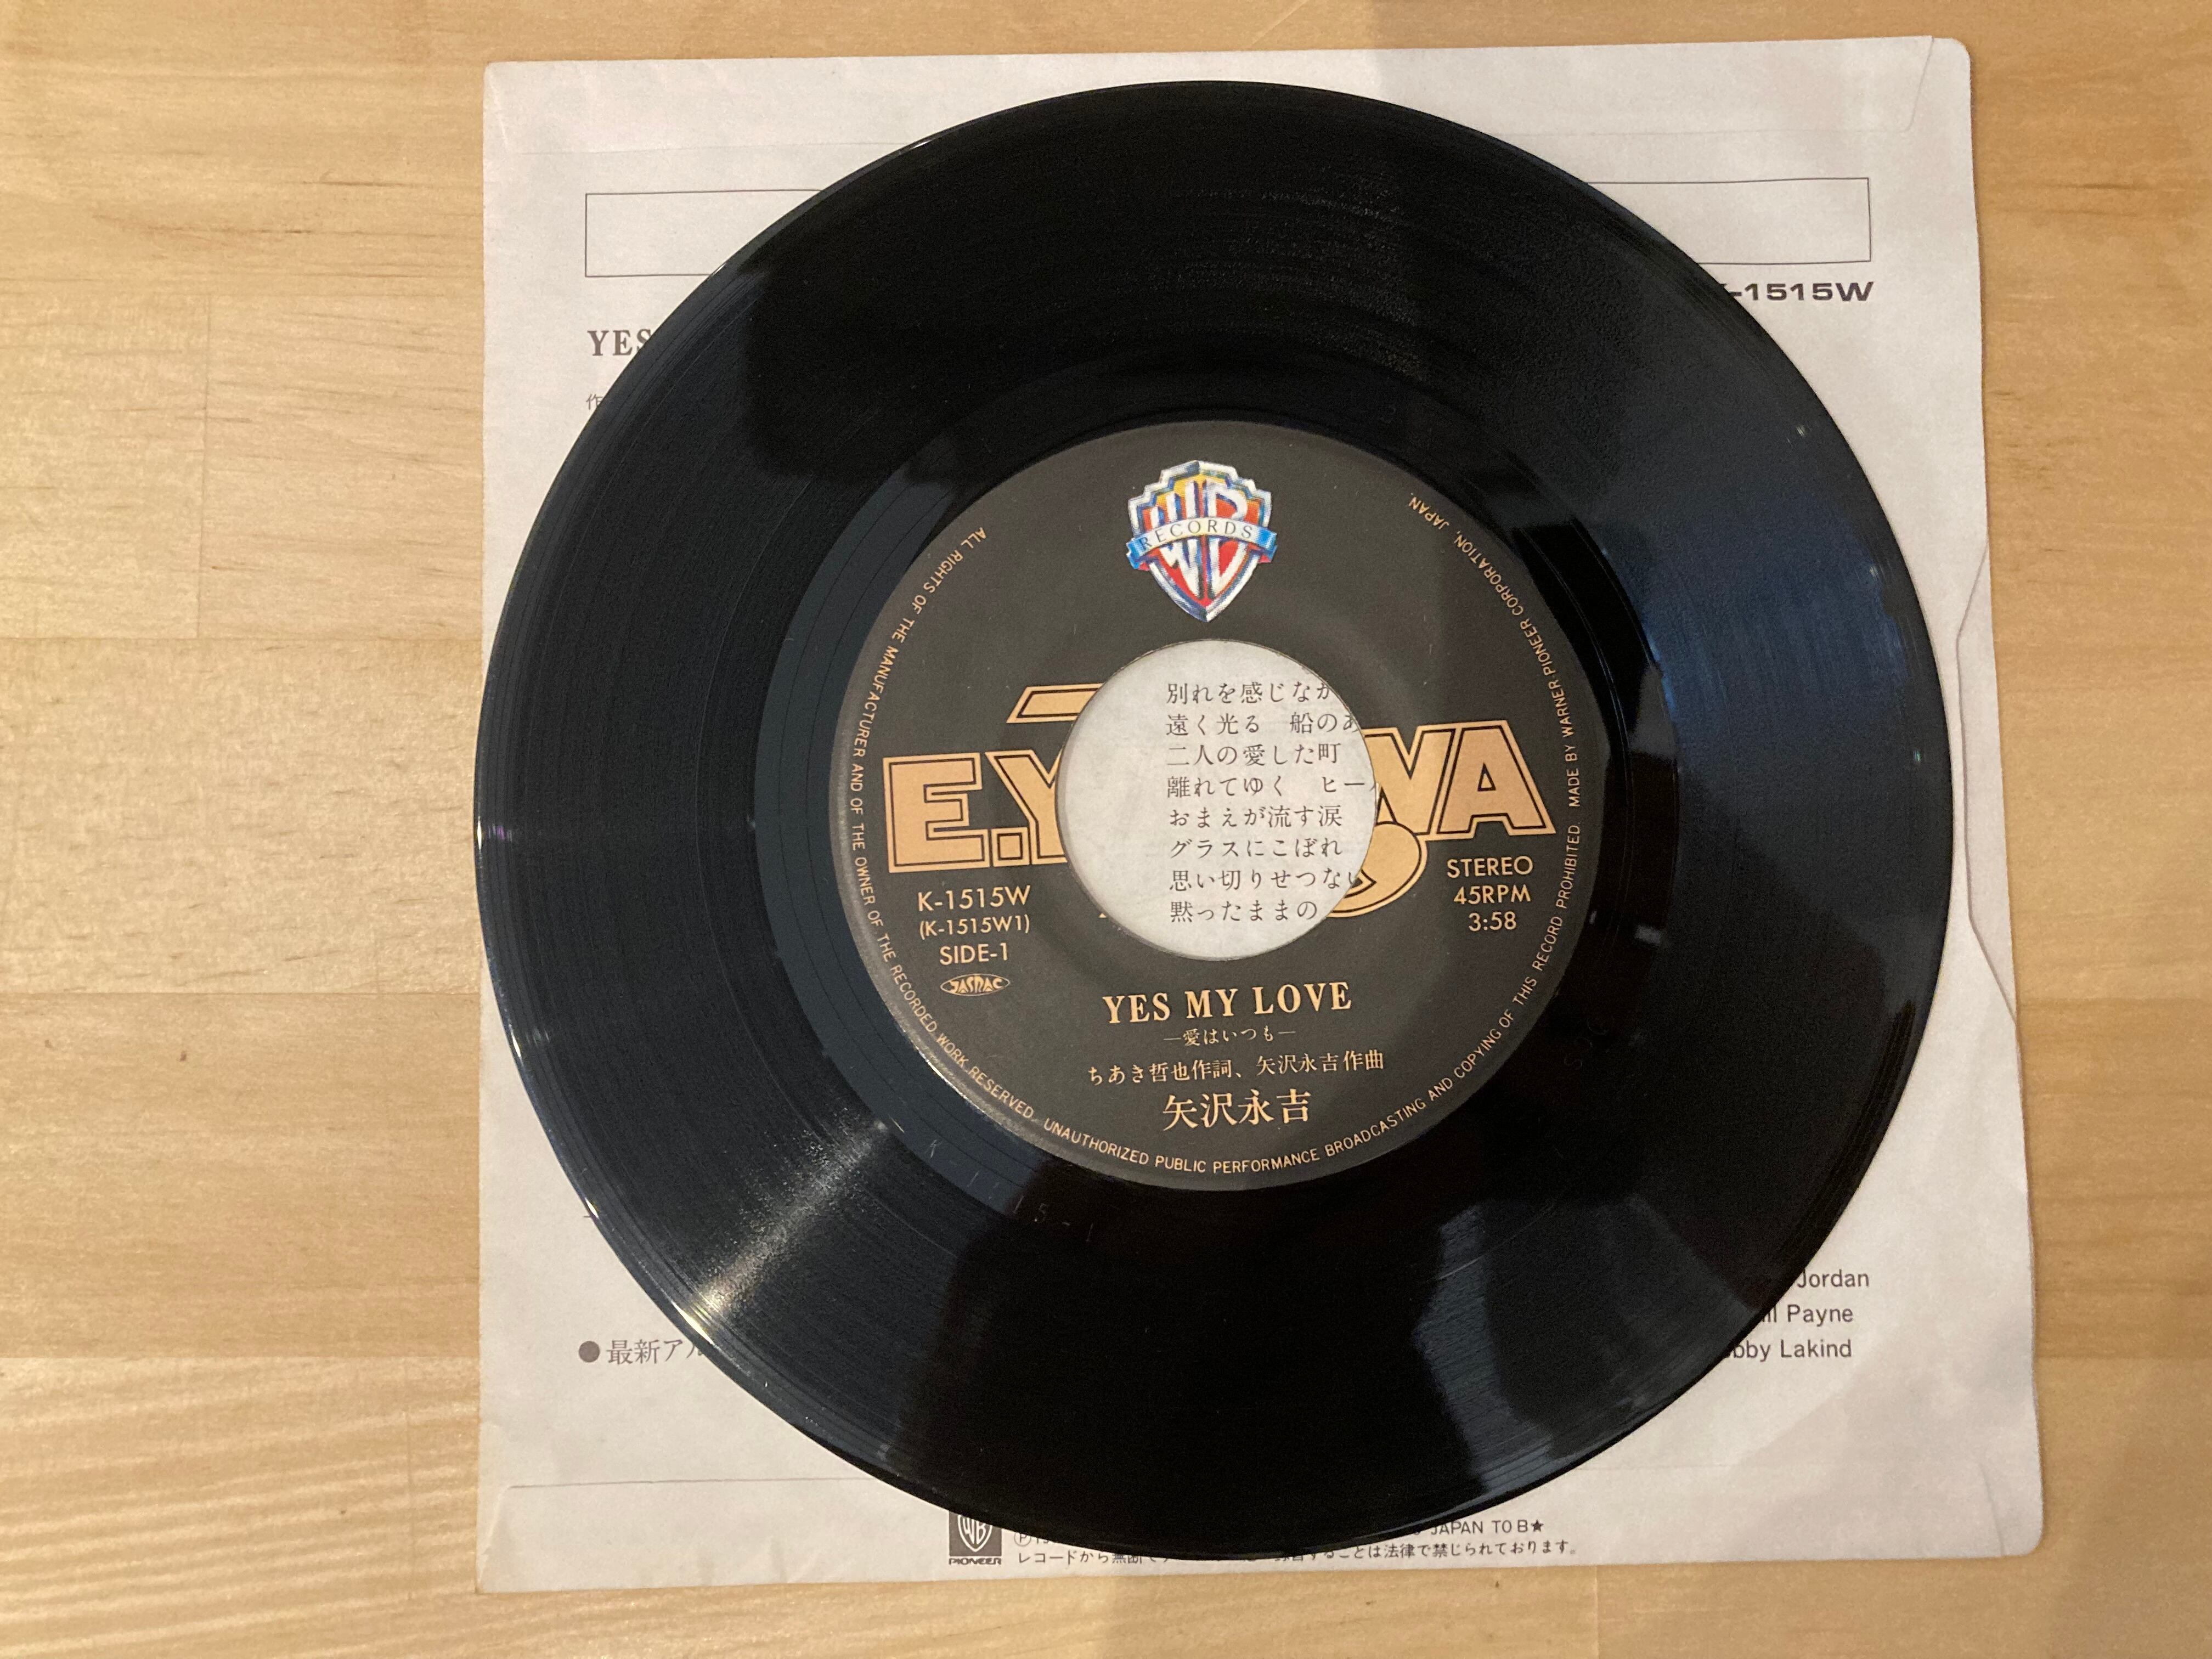 K-1515W
YES
作
RECORDS
ALL RIGHTS OF THE MANUFACTURER AND OF THE OWNER OF THE RECORDED WORK RESERVED. UNAUTHORIZED PUBLIC PERFORMANCE BROADCASTING AND COPYING OF THIS RECORD PROHIBITED. MADE BY WARNER-PIONEER CORPORATION, JAPAN.
別れを感じなが
遠く光る 船のあ
二人の愛した町
離れてゆく ヒー
おまえが流す涙
グラスにこぼれ
思い切りせつない
黙ったままの
E.Y WA
K-1515W
(K-1515W1)
SIDE-1
JASRAC
STEREO
45RPM
3:58
YES MY LOVE
—愛はいつも—
ちあき哲也作詞、矢沢永吉作曲
矢沢永吉
Jordan
Payne
Lakind
●最新ア
PIONEER
JAPAN TO B★
レコードから無断で することは法律で禁じられております。